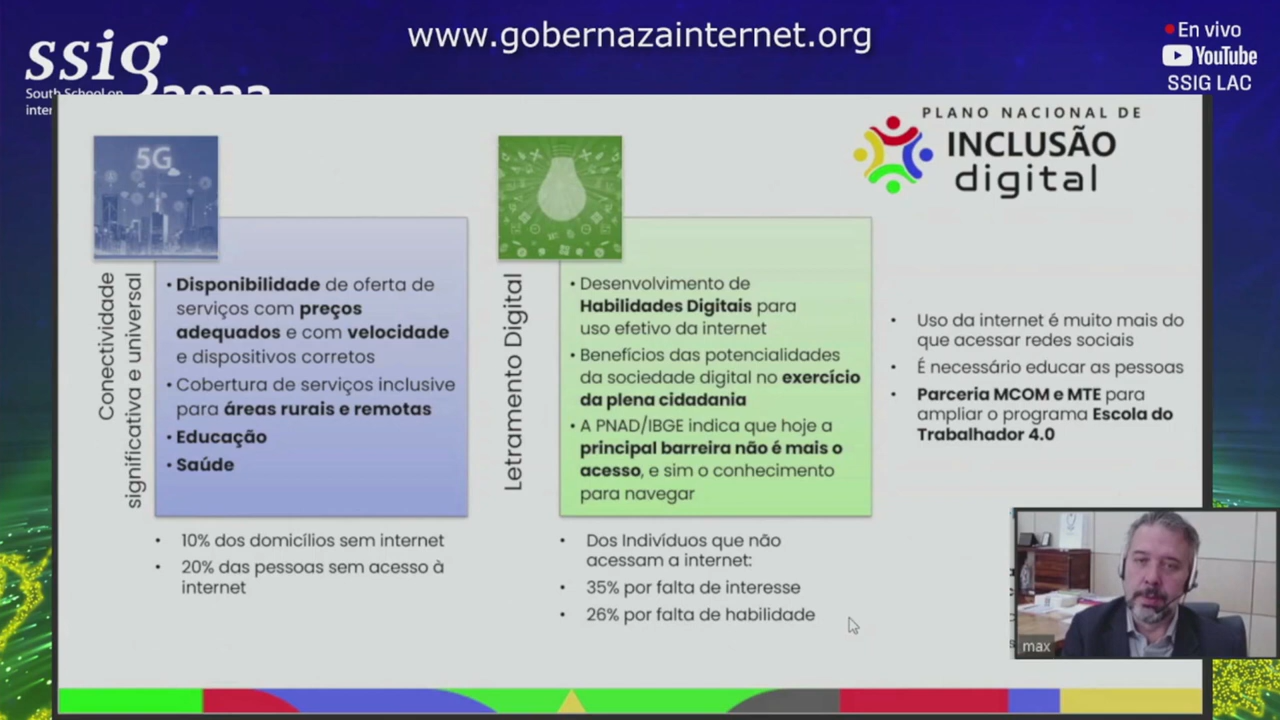 www.gobernazainternet.org
ssig
South School on
En vivo
YouTube
SSIG LAC
PLANO NACIONAL DE
INCLUSÃO
digital
5G
Conectividade
significativa e universal
• Disponibilidade de oferta de
serviços com preços
adequados e com velocidade
e dispositivos corretos
• Cobertura de serviços inclusive
para áreas rurais e remotas
• Educação
• Saúde
• 10% dos domicílios sem internet
• 20% das pessoas sem acesso à
internet
Letramento Digital
• Desenvolvimento de
Habilidades Digitais para
uso efetivo da internet
• Benefícios das potencialidades
da sociedade digital no exercício
da plena cidadania
• A PNAD/IBGE indica que hoje a
principal barreira não é mais o
acesso, e sim o conhecimento
para navegar
• Dos Indivíduos que não
acessam a internet:
• 35% por falta de interesse
• 26% por falta de habilidade
• Uso da internet é muito mais do
que acessar redes sociais
• É necessário educar as pessoas
• Parceria MCOM e MTE para
ampliar o programa Escola do
Trabalhador 4.0
max